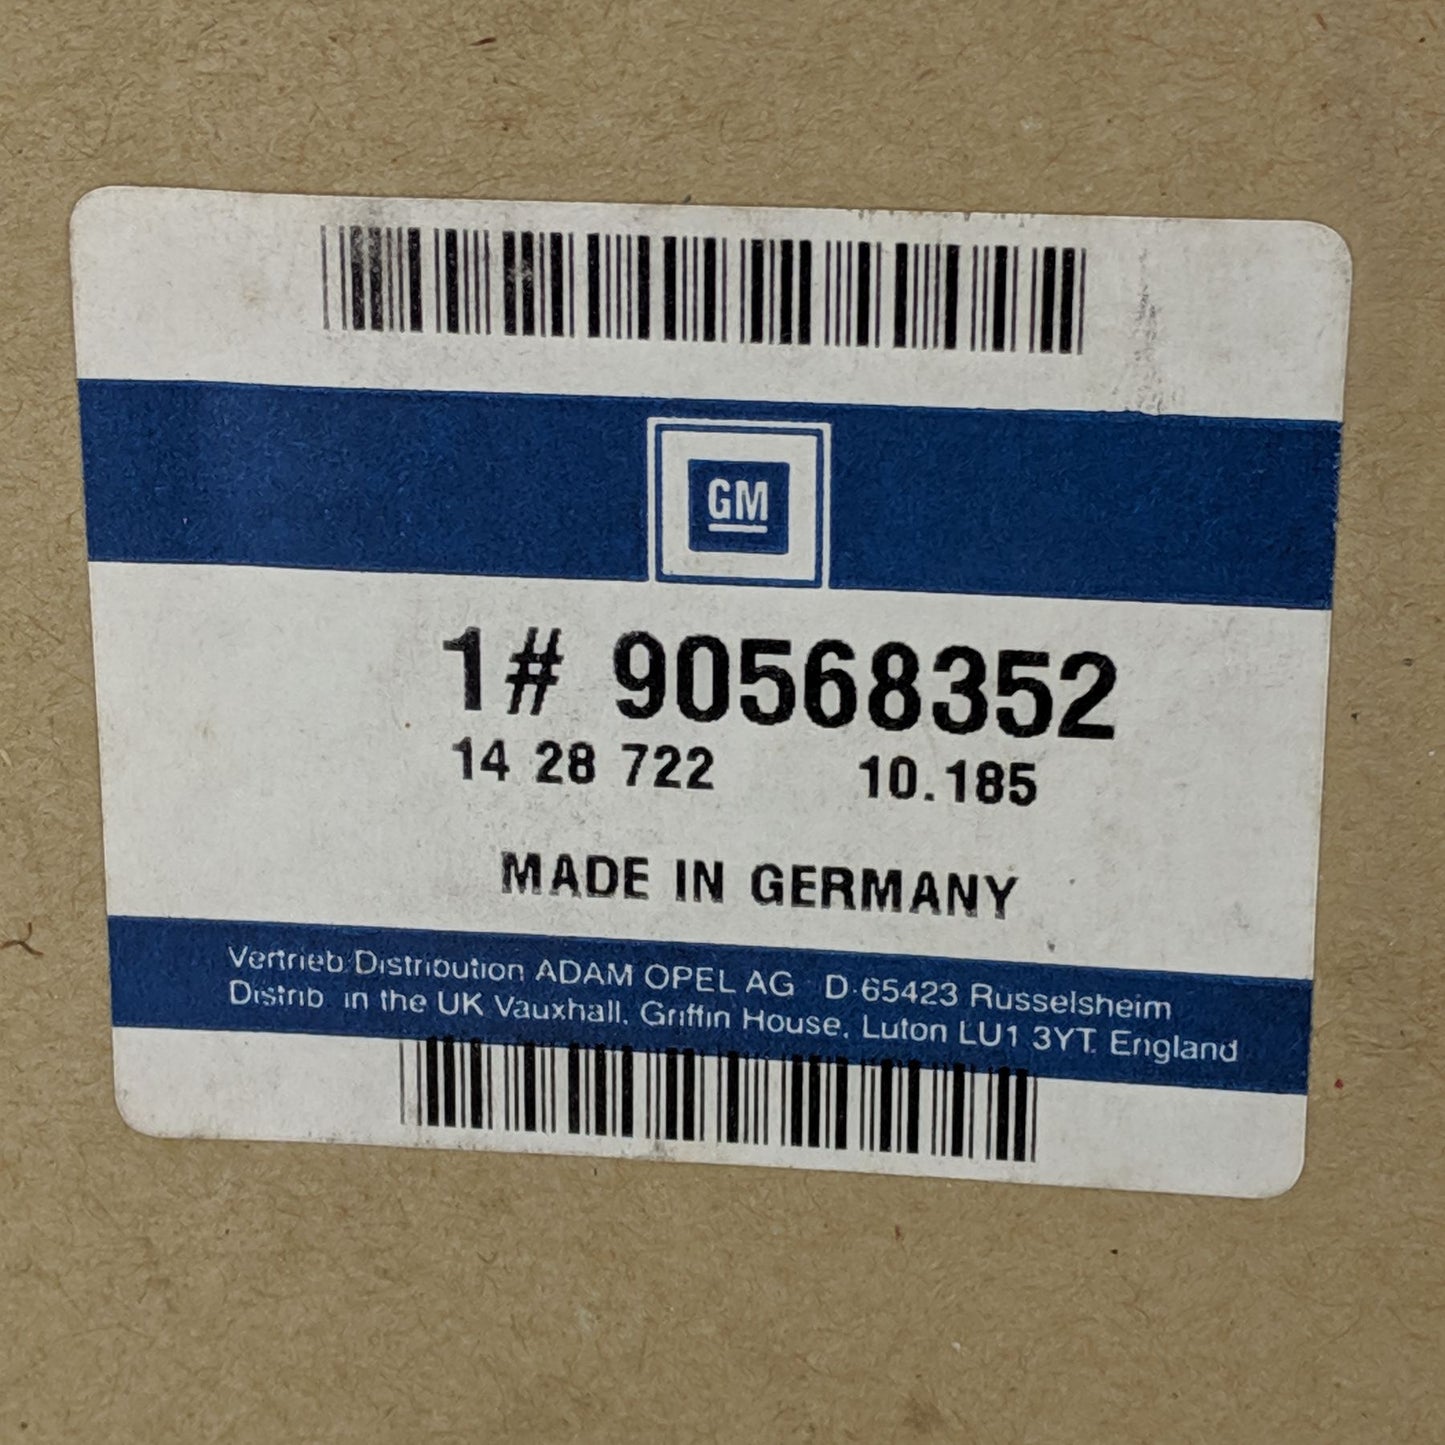 GM
1# 90568352
14 28 722 10.185
MADE IN GERMANY
Vertrieb/Distribution ADAM OPEL AG D-65423 Russelsheim
Distrib in the UK Vauxhall, Griffin House, Luton LU1 3YT. England